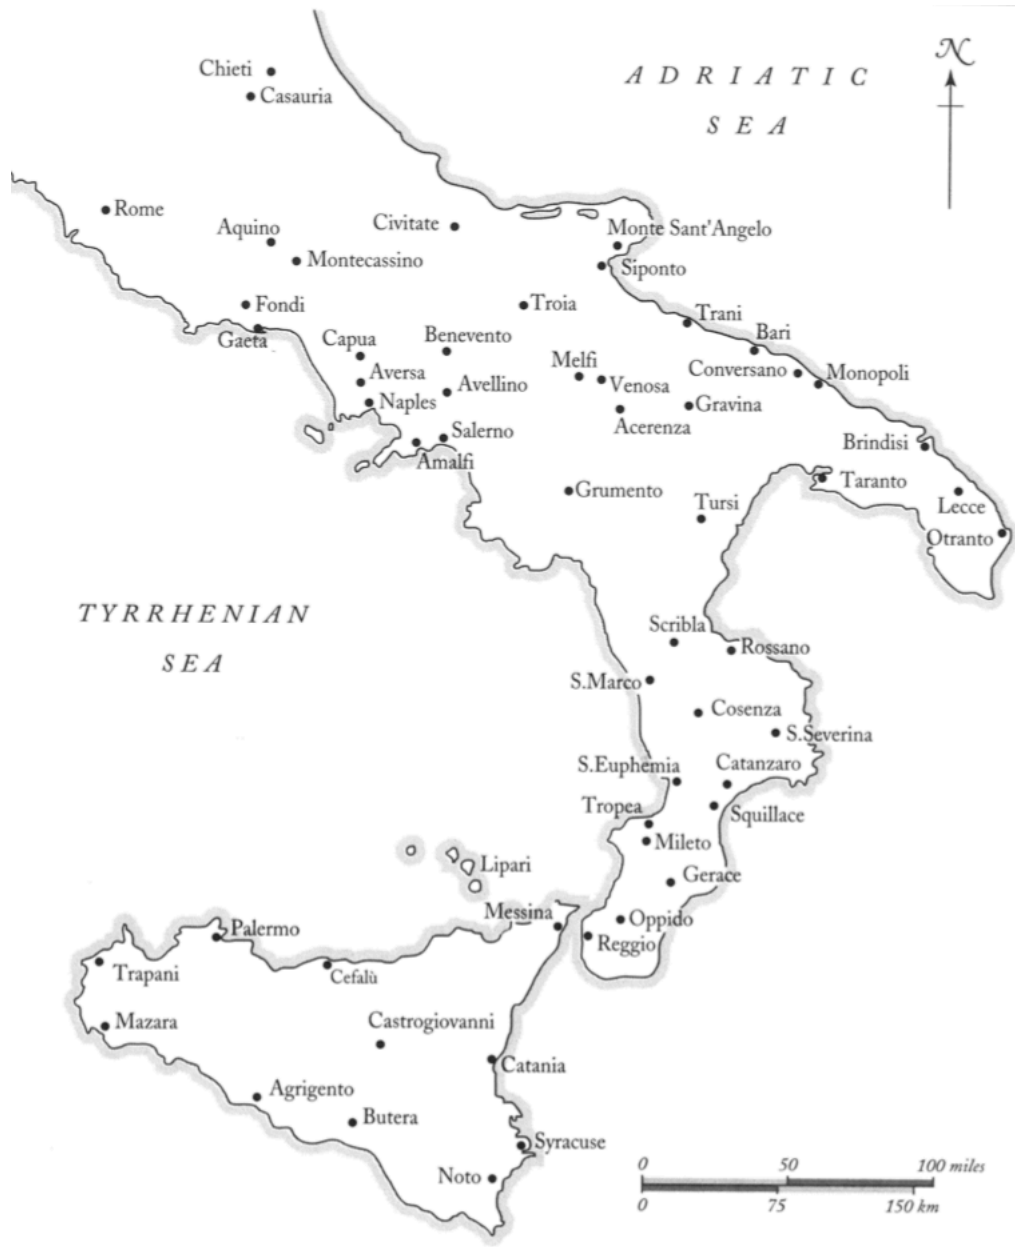 N
ADRIATIC
SEA
Chieti
Casauria
Rome
Aquino
Civitate
Monte Sant'Angelo
Montecassino
Siponto
Fondi
Troia
Trani
Gaeta
Capua
Benevento
Bari
Melfi
Aversa
Avellino
Venosa
Conversano
Monopoli
Naples
Gravina
Acerenza
Salerno
Brindisi
Amalfi
Taranto
Grumento
Tursi
Lecce
Otranto
TYRRHENIAN
SEA
Scribla
Rossano
S.Marco
Cosenza
S.Severina
S.Euphemia
Catanzaro
Tropea
Squillace
Mileto
Lipari
Gerace
Messina
Oppido
Palermo
Reggio
Trapani
Cefalù
Mazara
Castrogiovanni
Catania
Agrigento
Butera
Syracuse
Noto
0 50 100 miles
0 75 150 km